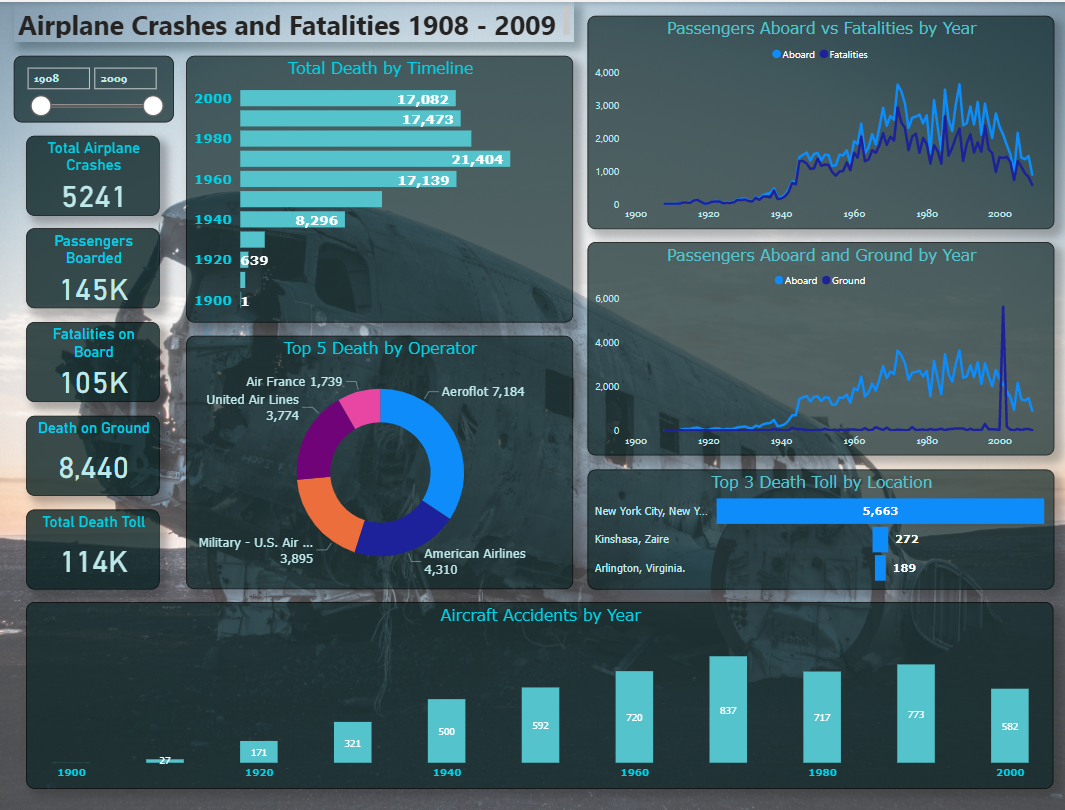 Airplane Crashes and Fatalities 1908 - 2009
1908
2009
Total Airplane
Crashes
5241
Passengers
Boarded
145K
Fatalities on
Board
105K
Death on Ground
8,440
Total Death Toll
114K
Total Death by Timeline
2000
17,082
17,473
1980
21,404
1960
17,139
1940
8,296
1920
639
1900
1
Top 5 Death by Operator
Air France 1,739
United Air Lines
3,774
Aeroflot 7,184
Military - U.S. Air ...
3,895
American Airlines
4,310
Passengers Aboard vs Fatalities by Year
Aboard Fatalities
4,000
3,000
2,000
1,000
0
1900 1920 1940 1960 1980 2000
Passengers Aboard and Ground by Year
Aboard Ground
6,000
4,000
2,000
0
1900 1920 1940 1960 1980 2000
Top 3 Death Toll by Location
New York City, New Y... 5,663
Kinshasa, Zaire 272
Arlington, Virginia. 189
Aircraft Accidents by Year
27 171 321 500 592 720 837 717 773 582
1900 1920 1940 1960 1980 2000